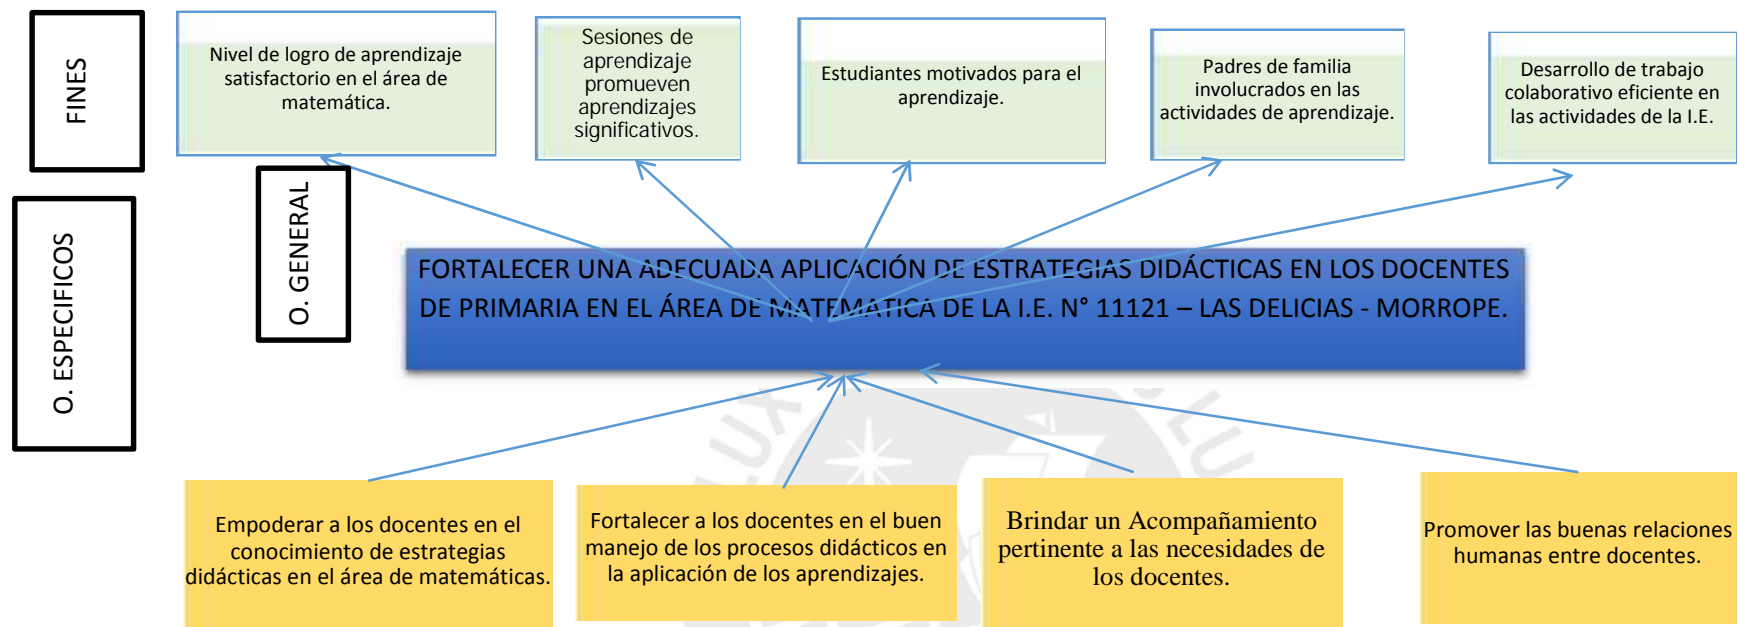 FINES
Nivel de logro de aprendizaje
satisfactorio en el área de
matemática.
Sesiones de
aprendizaje
promueven
aprendizajes
significativos.
Estudiantes motivados para el
aprendizaje.
Padres de familia
involucrados en las
actividades de aprendizaje.
Desarrollo de trabajo
colaborativo eficiente en
las actividades de la I.E.
O. GENERAL
FORTALECER UNA ADECUADA APLICACIÓN DE ESTRATEGIAS DIDÁCTICAS EN LOS DOCENTES
DE PRIMARIA EN EL ÁREA DE MATEMATICA DE LA I.E. N° 11121 – LAS DELICIAS - MORROPE.
O. ESPECIFICOS
LUX
LU
Empoderar a los docentes en el
conocimiento de estrategias
didácticas en el área de matemáticas.
Fortalecer a los docentes en el buen
manejo de los procesos didácticos en
la aplicación de los aprendizajes.
Brindar un Acompañamiento
pertinente a las necesidades de
los docentes.
Promover las buenas relaciones
humanas entre docentes.